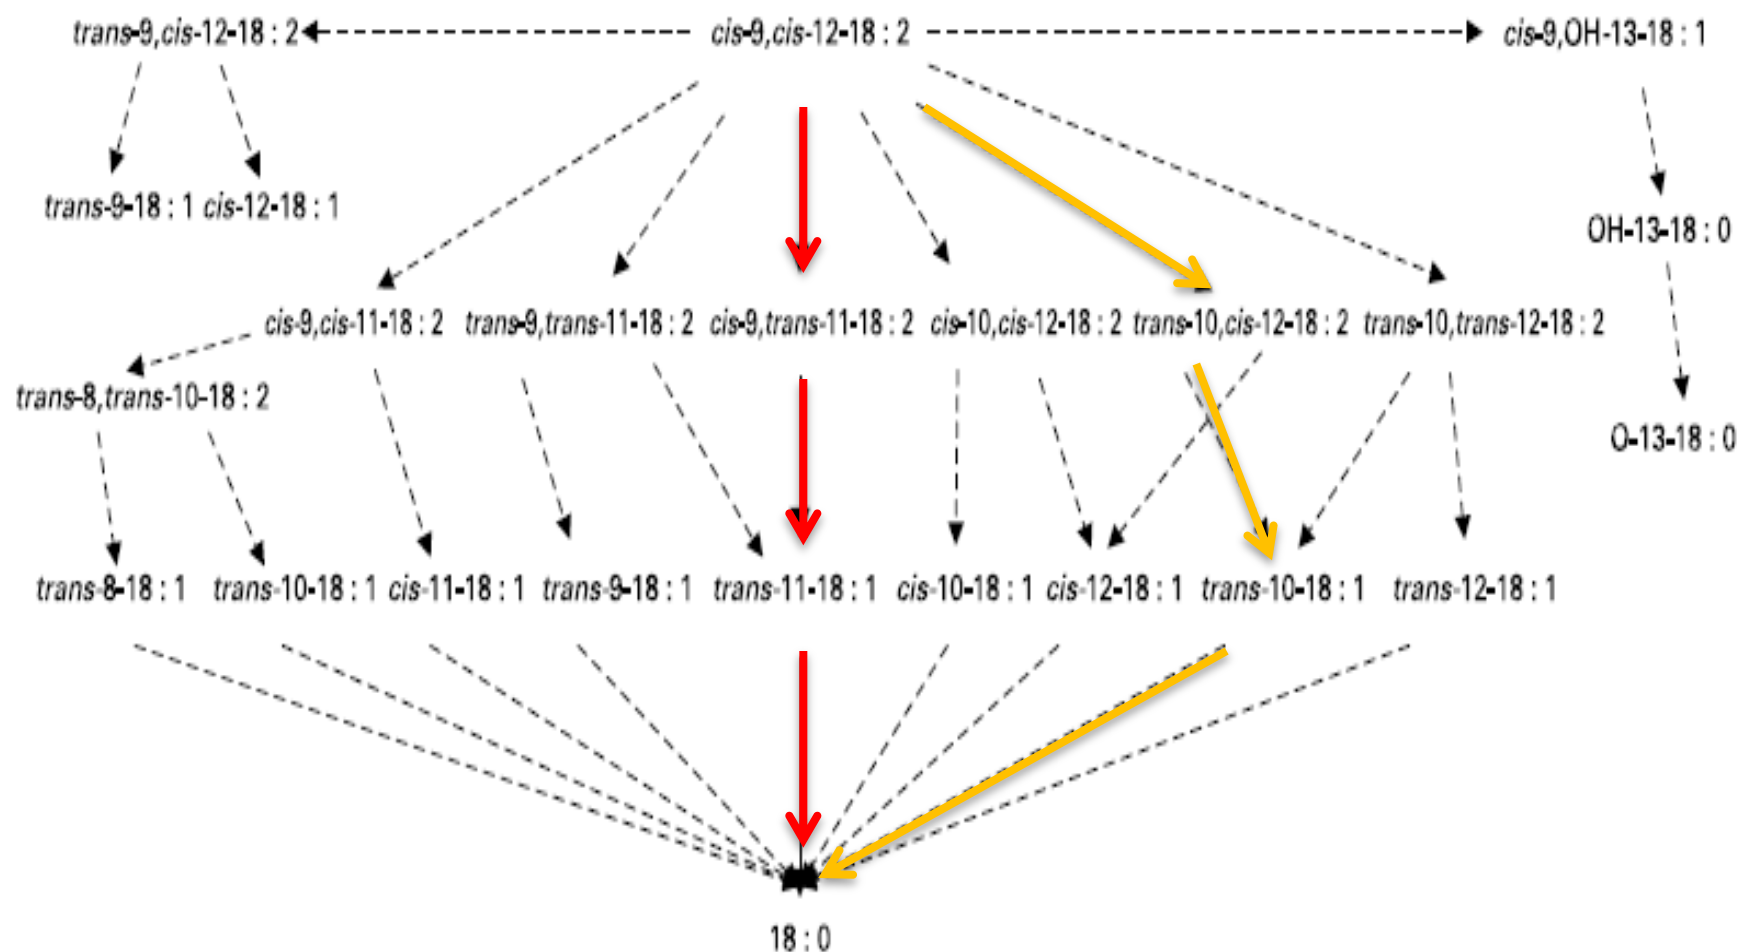 trans-9,cis-12-18 : 2 cis-9,cis-12-18 : 2 cis-9,OH-13-18 : 1
trans-9-18 : 1 cis-12-18 : 1
OH-13-18 : 0
cis-9,cis-11-18 : 2 trans-9,trans-11-18 : 2 cis-9,trans-11-18 : 2 cis-10,cis-12-18 : 2 trans-10,cis-12-18 : 2 trans-10,trans-12-18 : 2
trans-8,trans-10-18 : 2
O-13-18 : 0
trans-8-18 : 1 trans-10-18 : 1 cis-11-18 : 1 trans-9-18 : 1 trans-11-18 : 1 cis-10-18 : 1 cis-12-18 : 1 trans-10-18 : 1 trans-12-18 : 1
18 : 0